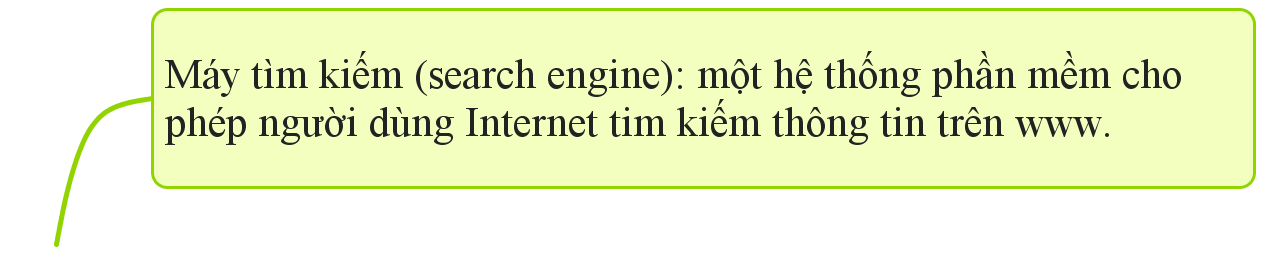 Máy tìm kiếm (search engine): một hệ thống phần mềm cho
phép người dùng Internet tim kiếm thông tin trên www.